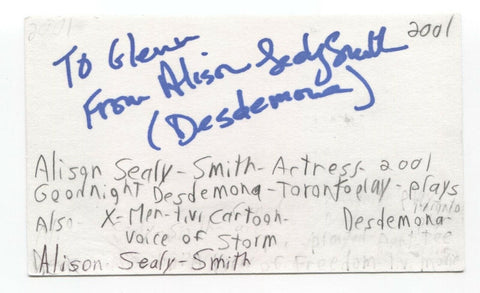 2001
2001
To Glenn
From Alison Sealy Smith
(Desdemona)
Alison Sealy-Smith-Actress-2001
Goodnight Desdemona-Toronto play-plays
Also X-Men-t.v. cartoon- Desdemona-
voice of Storm
Alison Sealy-Smith